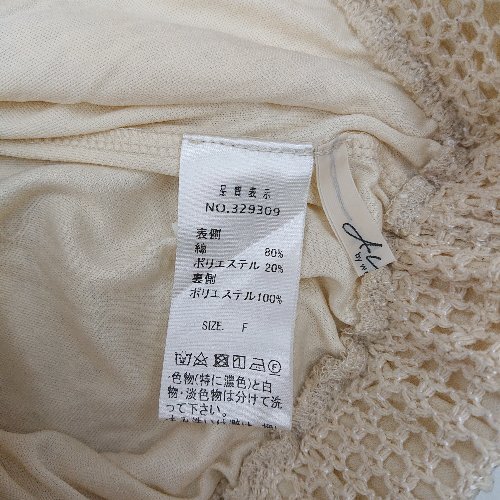 品質表示
NO.329309
表側
綿 80%
ポリエステル 20%
裏側
ポリエステル100%
SIZE. F
・色物(特に濃色)と白
物・淡色物は分けて洗
って下さい。